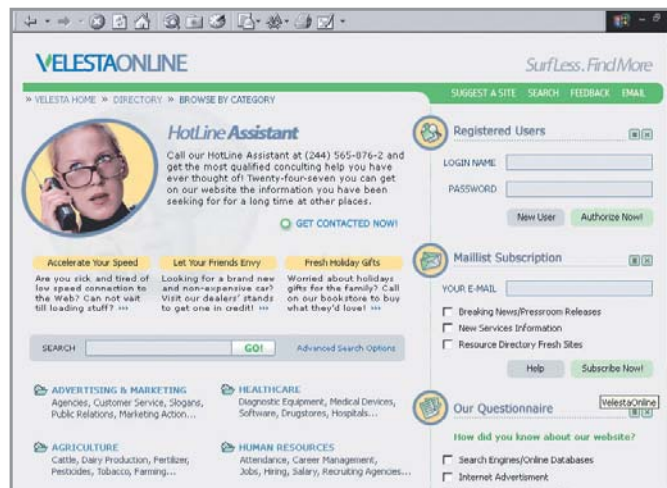 VELESTAONLINE
SurfLess. FindMore
SUGGEST A SITE SEARCH FEEDBACK EMAIL
» VELESTA HOME » DIRECTORY » BROWSE BY CATEGORY
HotLine Assistant
Call our HotLine Assistant at (244) 565-876-2 and
get the most qualified conculting help you have
ever thought of! Twenty-four-seven you can get
on our website the information you have been
seeking for for a long time at other places.
GET CONTACTED NOW!
Accelerate Your Speed
Are you sick and tired of
low speed connection to
the Web? Can not wait
till loading stuff? »»
Let Your Friends Envy
Looking for a brand new
and non-expensive car?
Visit our dealers' stands
to get one in credit! »»
Fresh Holiday Gifts
Worried about holidays
gifts for the family? Call
on our bookstore to buy
what they'd love! »»
SEARCH GO! Advanced Search Options
ADVERTISING & MARKETING
Agencies, Customer Service, Slogans,
Public Relations, Marketing Action...
HEALTHCARE
Diagnostic Equipment, Medical Devices,
Software, Drugstores, Hospitals...
AGRICULTURE
Cattle, Dairy Production, Fertilizer,
Pesticides, Tobacco, Farming...
HUMAN RESOURCES
Attendance, Career Management,
Jobs, Hiring, Salary, Recruting Agencies...
Registered Users
LOGIN NAME
PASSWORD
New User Authorize Now!
Maillist Subscription
YOUR E-MAIL
Breaking News/Pressroom Releases
New Services Information
Resource Directory Fresh Sites
Help Subscribe Now!
VelestaOnline
Our Questionnaire
How did you know about our website?
Search Engines/Online Databases
Internet Advertisment